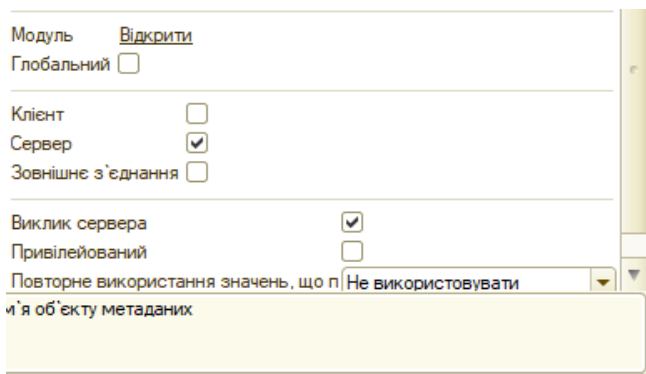 Модуль Відкрити
Глобальний
Клієнт
Сервер
Зовнішнє з`єднання
Виклик сервера
Привілейований
Повторне використання значень, що п Не використовувати
м`я об`єкту метаданих